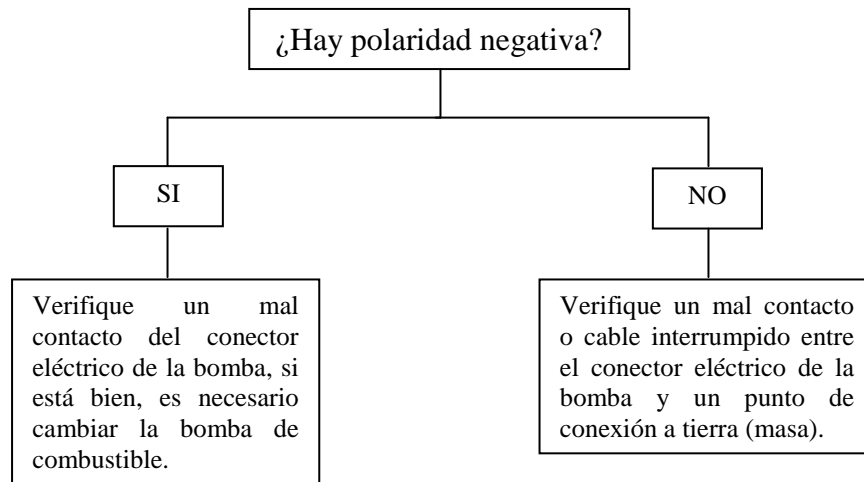 ¿Hay polaridad negativa?
SI
NO
Verifique un mal
contacto del conector
eléctrico de la bomba, si
está bien, es necesario
cambiar la bomba de
combustible.
Verifique un mal contacto
o cable interrumpido entre
el conector eléctrico de la
bomba y un punto de
conexión a tierra (masa).